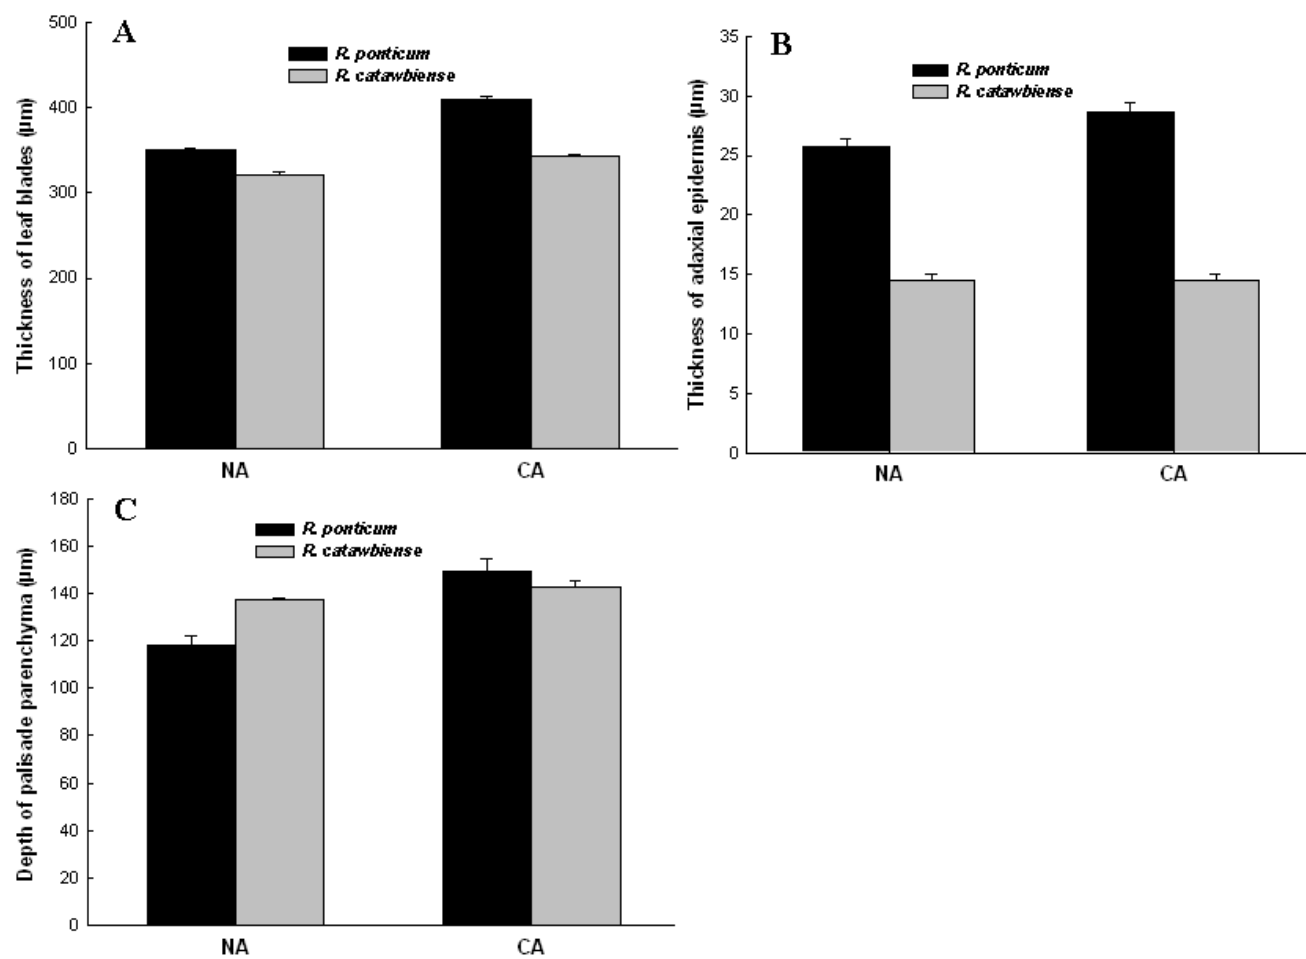 A
R. ponticum
R. catawbiense
Thickness of leaf blades (µm)
500
400
300
200
100
0
NA CA
B
R. ponticum
R. catawbiense
Thickness of adaxial epidermis (µm)
35
30
25
20
15
10
5
0
NA CA
C
R. ponticum
R. catawbiense
Depth of palisade parenchyma (µm)
180
160
140
120
100
80
60
40
20
0
NA CA